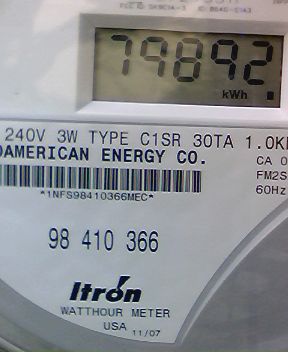 79892
kWh
240V 3W TYPE C1SR 30TA 1.0K
AMERICAN ENERGY CO.
CA 0
*1NFS98410366MEC*
FM2S
60Hz
98 410 366
Itrón
WATTHOUR METER
USA 11/07